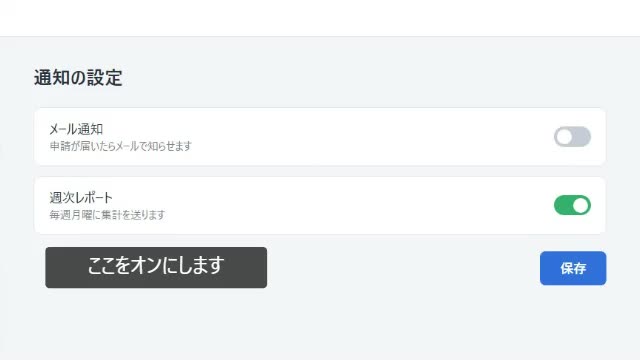 通知の設定
メール通知
申請が届いたらメールで知らせます
週次レポート
毎週月曜に集計を送ります
ここをオンにします
保存